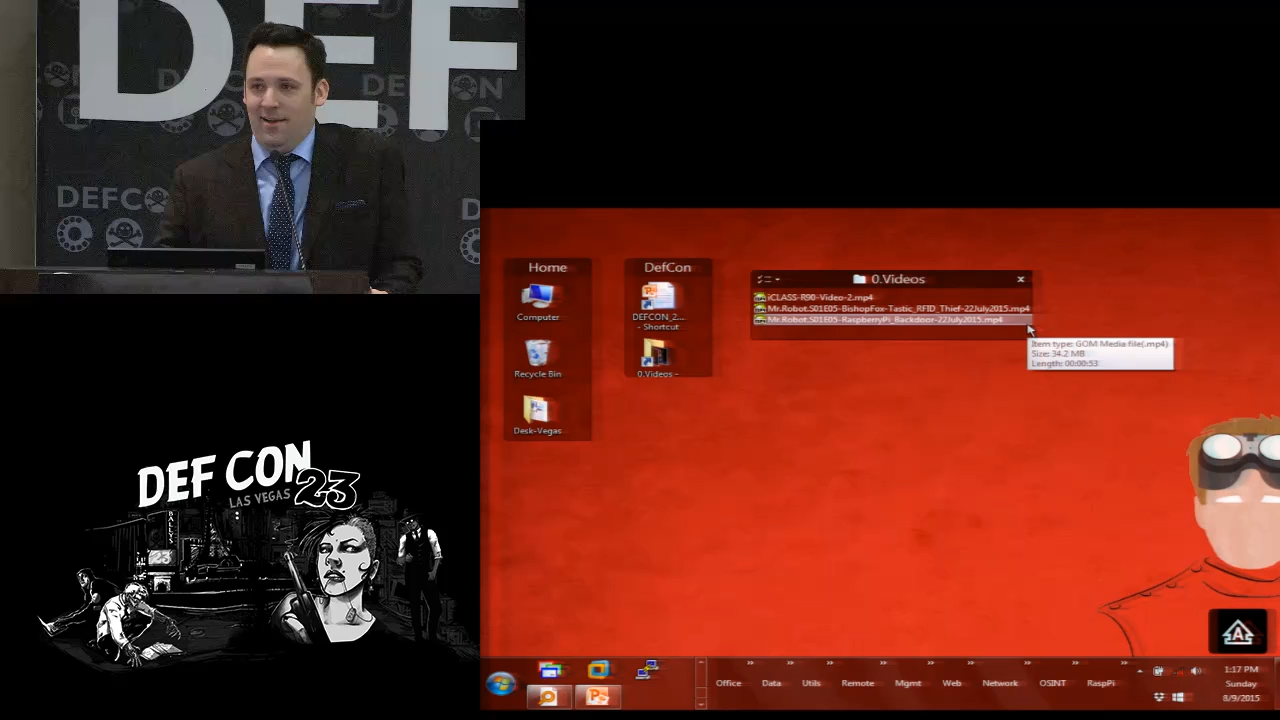 DEF
DEFCON
DEFC
D
DEF CON
23
LAS VEGAS
BALLYS
23
Home
Computer
Recycle Bin
Desk-Vegas
DefCon
DEFCON_2...
- Shortcut
0.Videos -
0.Videos
iCLASS-R90-Video-2.mp4
Mr.Robot.S01E05-BishopFox-Tastic_RFID_Thief-22July2015.mp4
Mr.Robot.S01E05-RaspberryPi_Backdoor-22July2015.mp4
Item type: GOM Media file(.mp4)
Size: 34.2 MB
Length: 00:00:53
A
Office
Data
Utils
Remote
Mgmt
Web
Network
OSINT
RaspPi
1:17 PM
Sunday
8/9/2015